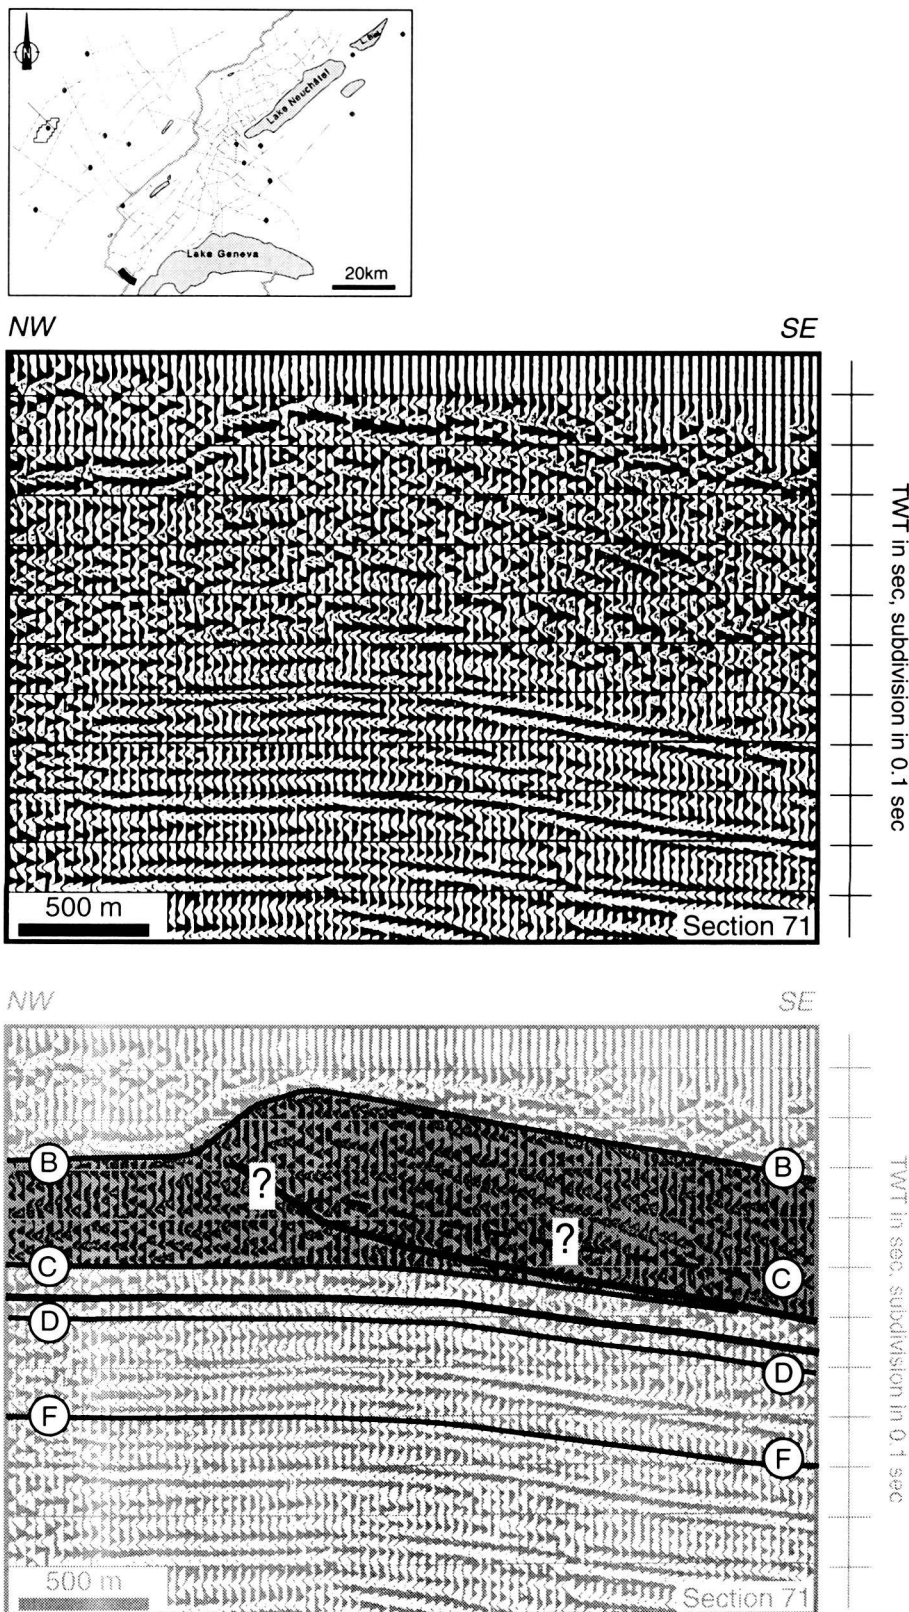 N
L. Biel
Lake Neuchâtel
Lake Geneva
20km
NW SE
TWT in sec, subdivision in 0.1 sec
500 m
Section 71
NW SE
B B
?
?
C C
D D
F F
TWT in sec, subdivision in 0.1 sec
500 m
Section 71